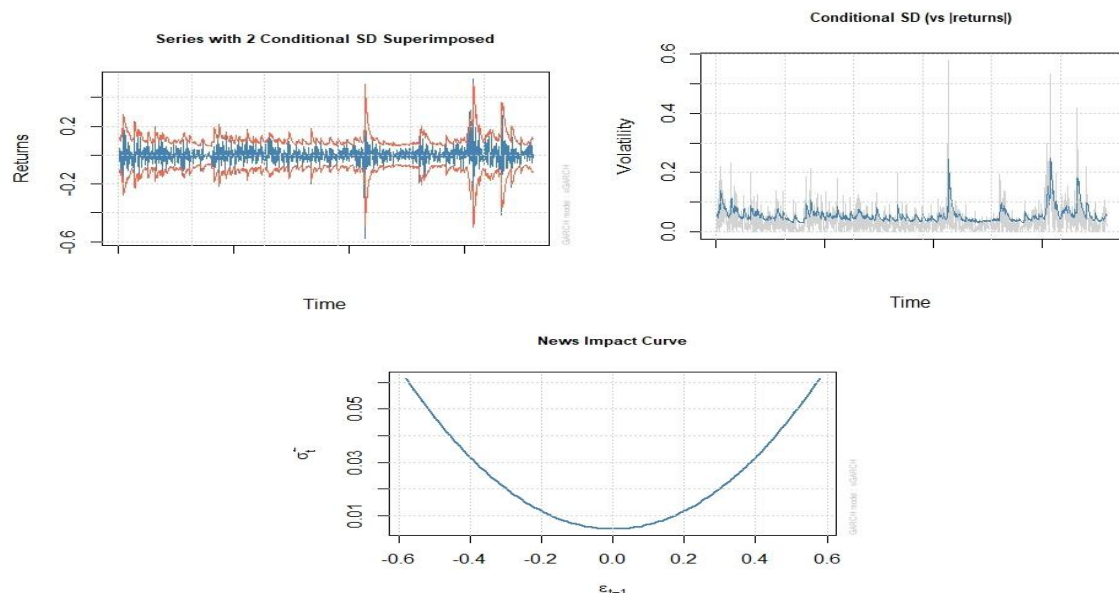 Series with 2 Conditional SD Superimposed
Returns
0.2
-0.2
-0.6
GARCH model : sGARCH
Time
Conditional SD (vs |returns|)
Volatility
0.6
0.4
0.2
0.0
Time
News Impact Curve
0.05
0.03
0.01
-0.6 -0.4 -0.2 0.0 0.2 0.4 0.6
εt−1
GARCH model : sGARCH